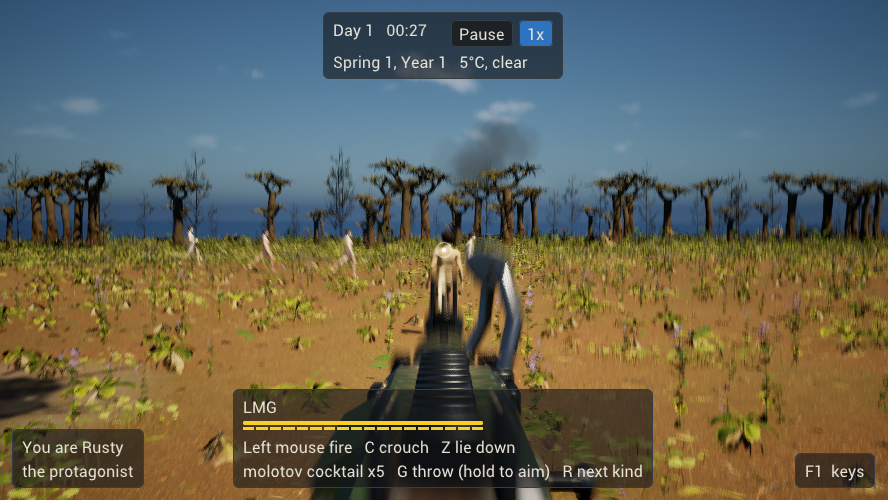 Day 1 00:27 Pause 1x
Spring 1, Year 1 5°C, clear
LMG
Left mouse fire C crouch Z lie down
molotov cocktail x5 G throw (hold to aim) R next kind
You are Rusty
the protagonist
F1 keys